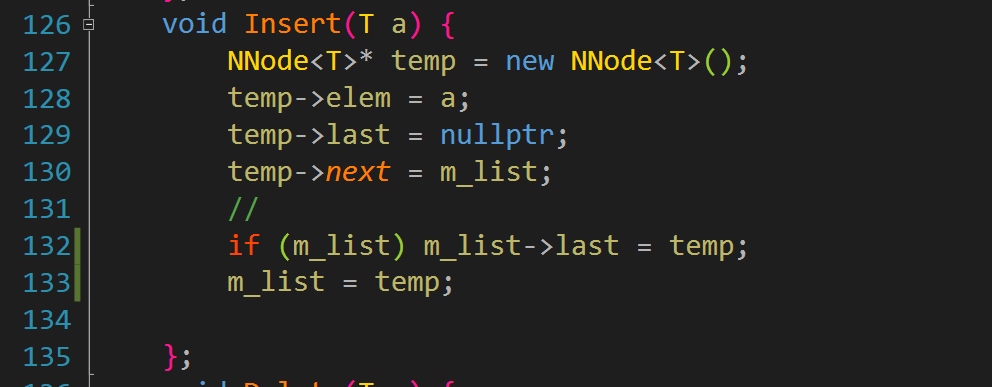 126 void Insert(T a) {
127 NNode<T>* temp = new NNode<T>();
128 temp->elem = a;
129 temp->last = nullptr;
130 temp->next = m_list;
131 //
132 if (m_list) m_list->last = temp;
133 m_list = temp;
134
135 };